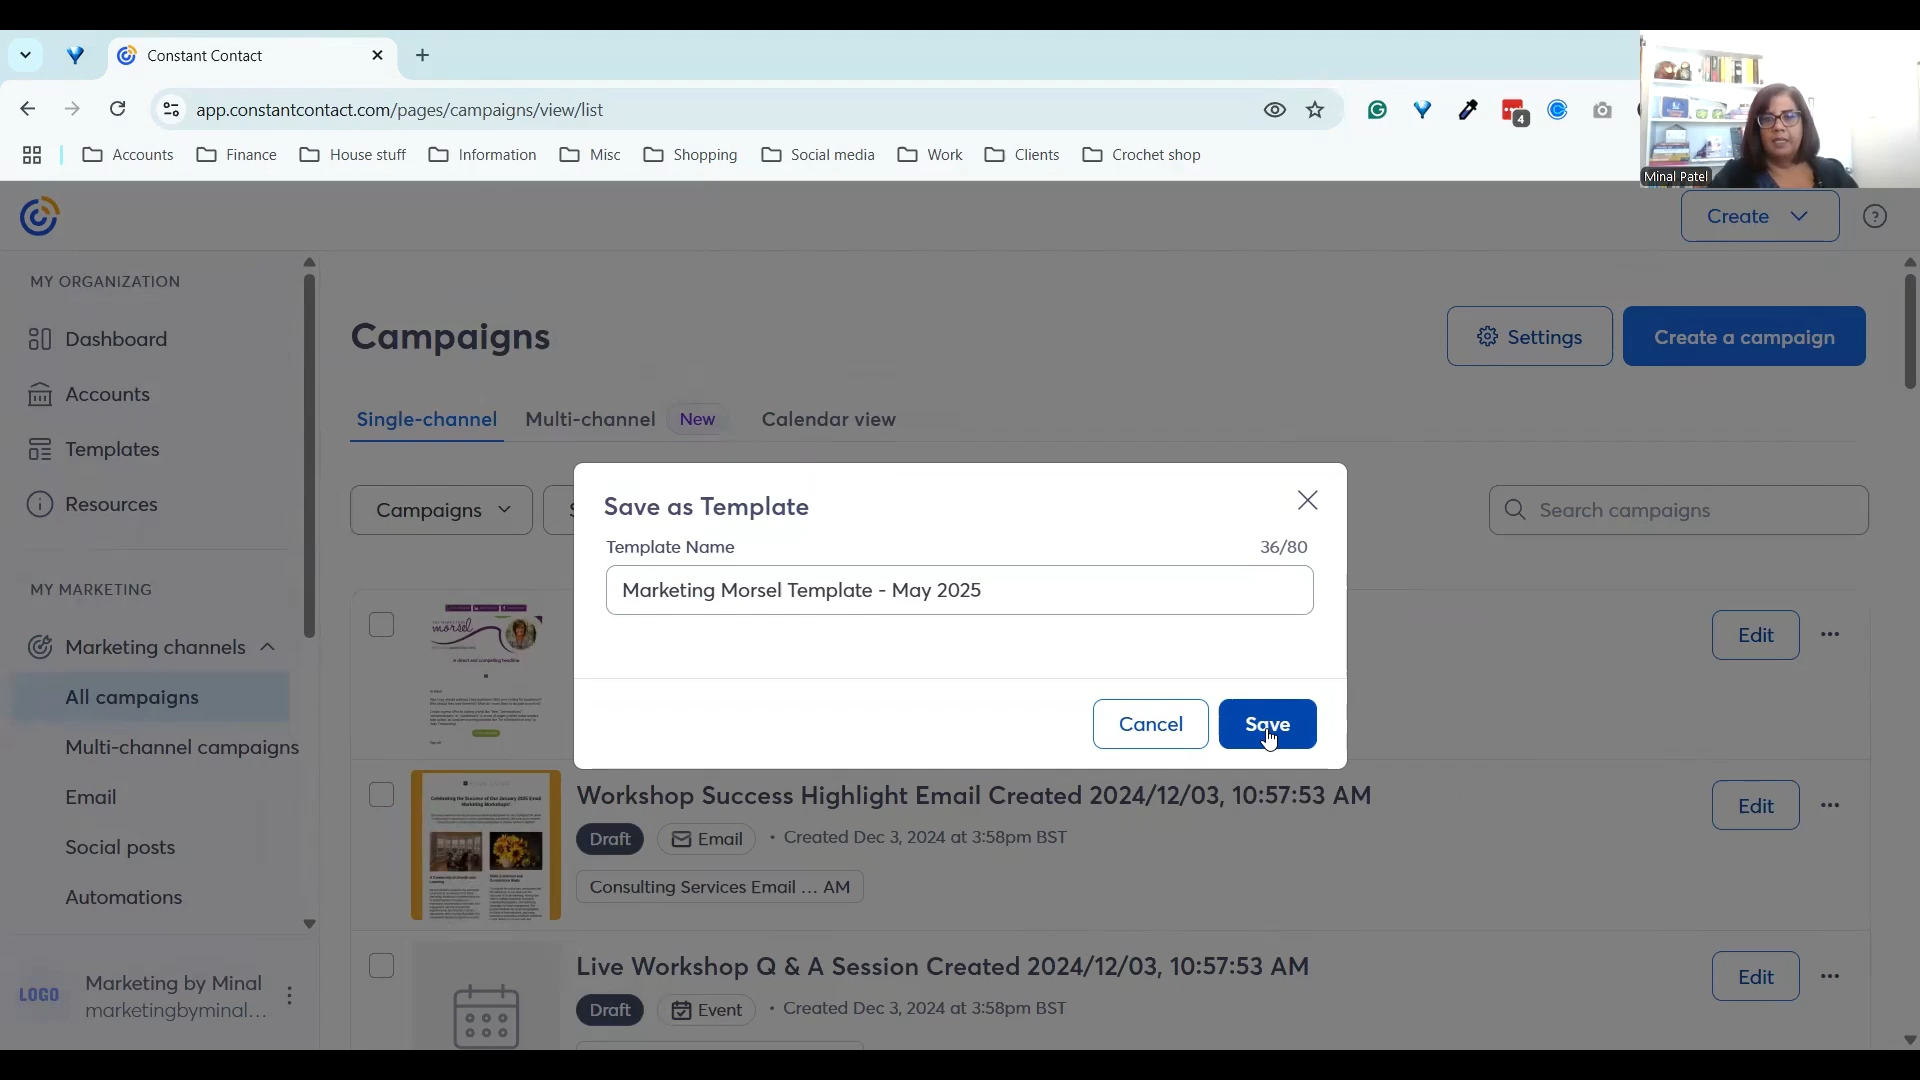 Constant Contact
app.constantcontact.com/pages/campaigns/view/list
4
Accounts
Finance
House stuff
Information
Misc
Shopping
Social media
Work
Clients
Crochet shop
Minal Patel
Create
MY ORGANIZATION
Dashboard
Accounts
Templates
Resources
MY MARKETING
Marketing channels
All campaigns
Multi-channel campaigns
Email
Social posts
Automations
LOGO
Marketing by Minal
marketingbyminal...
Campaigns
Settings
Create a campaign
Single-channel
Multi-channel
New
Calendar view
Campaigns
Search campaigns
Save as Template
Template Name
36/80
Marketing Morsel Template - May 2025
Cancel
Save
morsel
A direct and compelling headline
Edit
Workshop Success Highlight Email Created 2024/12/03, 10:57:53 AM
Draft
Email
• Created Dec 3, 2024 at 3:58pm BST
Consulting Services Email ... AM
Edit
Live Workshop Q & A Session Created 2024/12/03, 10:57:53 AM
Draft
Event
• Created Dec 3, 2024 at 3:58pm BST
Edit